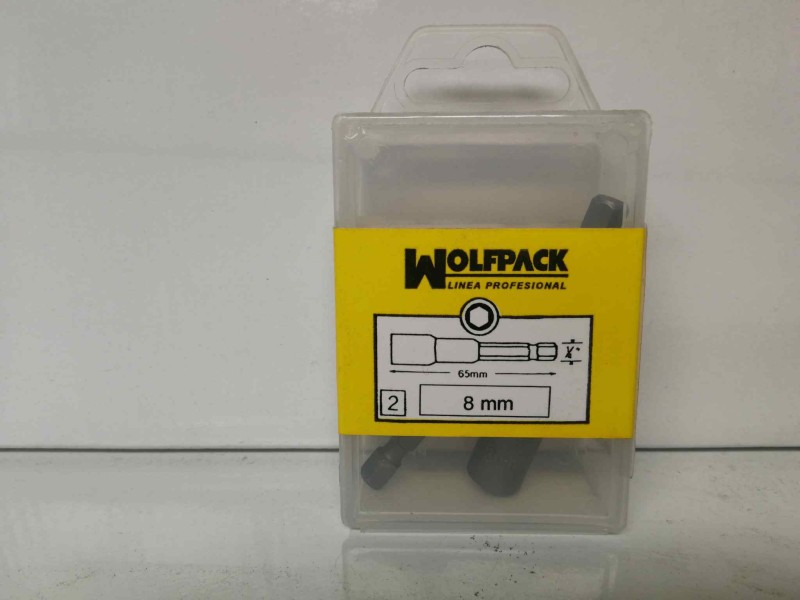 WOLFPACK
LINEA PROFESIONAL
1/4"
65mm
2
8 mm